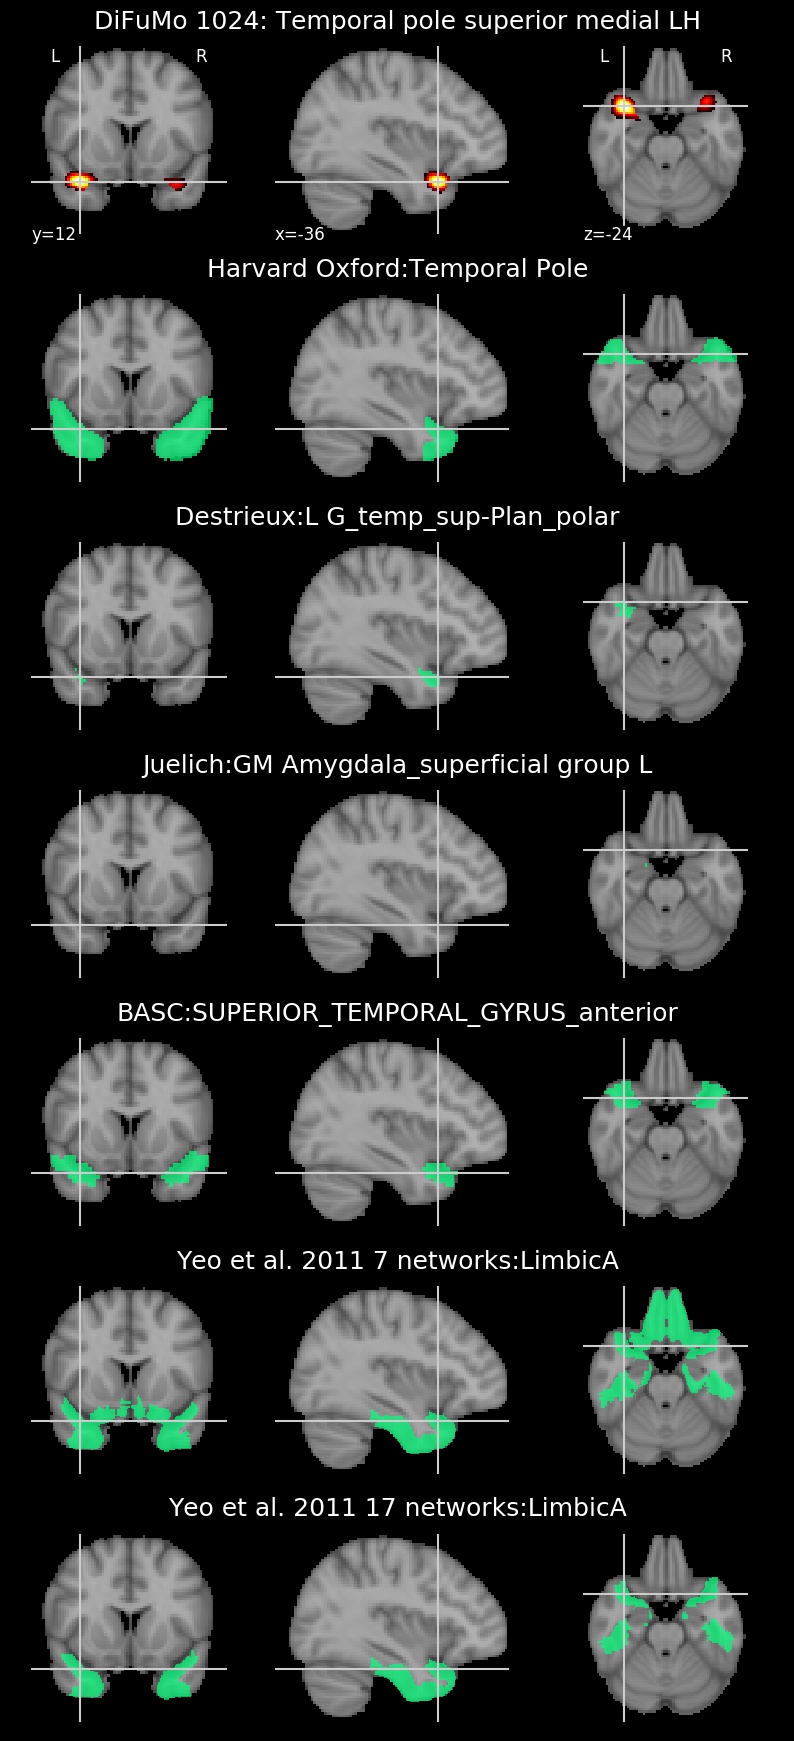 DiFuMo 1024: Temporal pole superior medial LH
L R L R
y=12 x=-36 z=-24
Harvard Oxford:Temporal Pole
Destrieux:L G_temp_sup-Plan_polar
Juelich:GM Amygdala_superficial group L
BASC:SUPERIOR_TEMPORAL_GYRUS_anterior
Yeo et al. 2011 7 networks:LimbicA
Yeo et al. 2011 17 networks:LimbicA